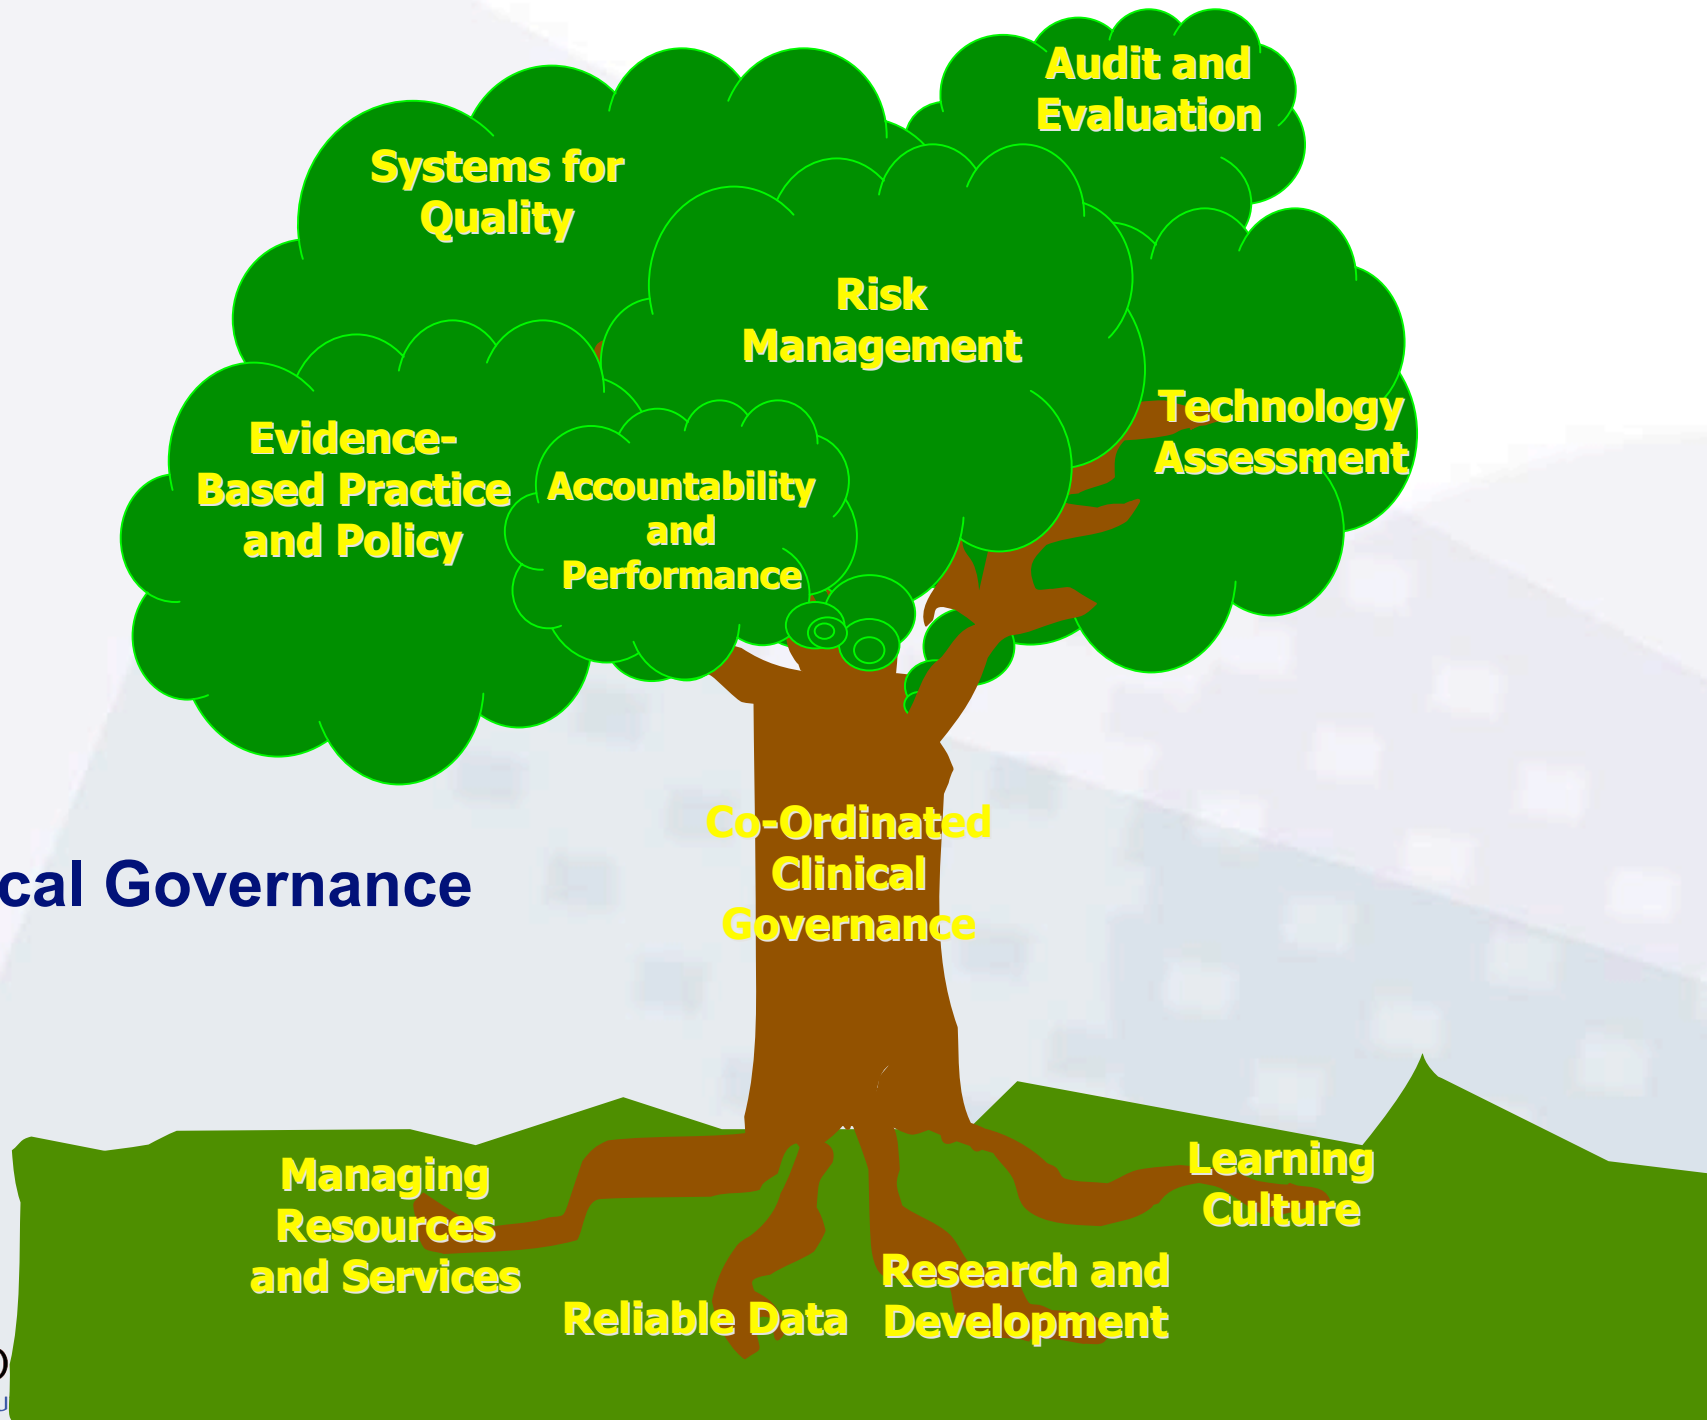 Audit and
Evaluation
Systems for
Quality
Risk
Management
Technology
Assessment
Evidence-
Based Practice
and Policy
Accountability
and
Performance
Co-Ordinated
Clinical
Governance
cal Governance
Managing
Resources
and Services
Learning
Culture
Research and
Development
Reliable Data